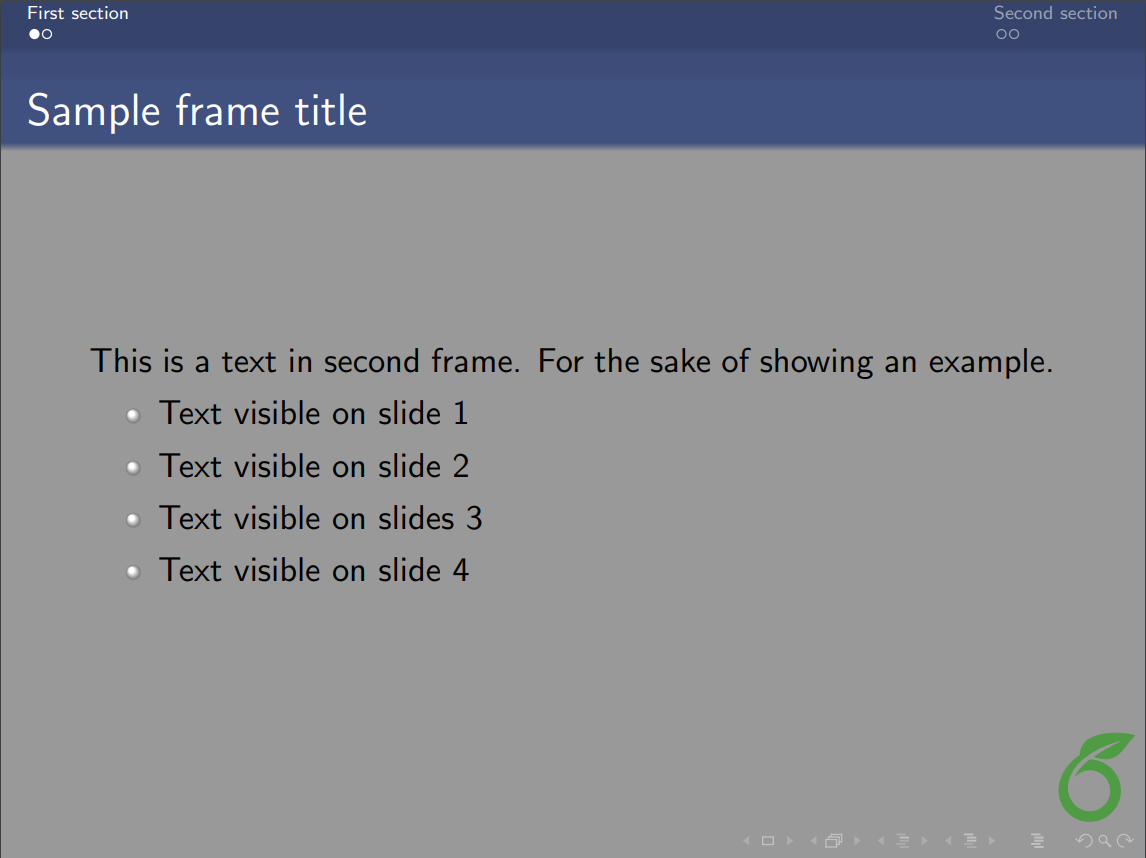 First section
Second section
Sample frame title
This is a text in second frame. For the sake of showing an example.
Text visible on slide 1
Text visible on slide 2
Text visible on slides 3
Text visible on slide 4